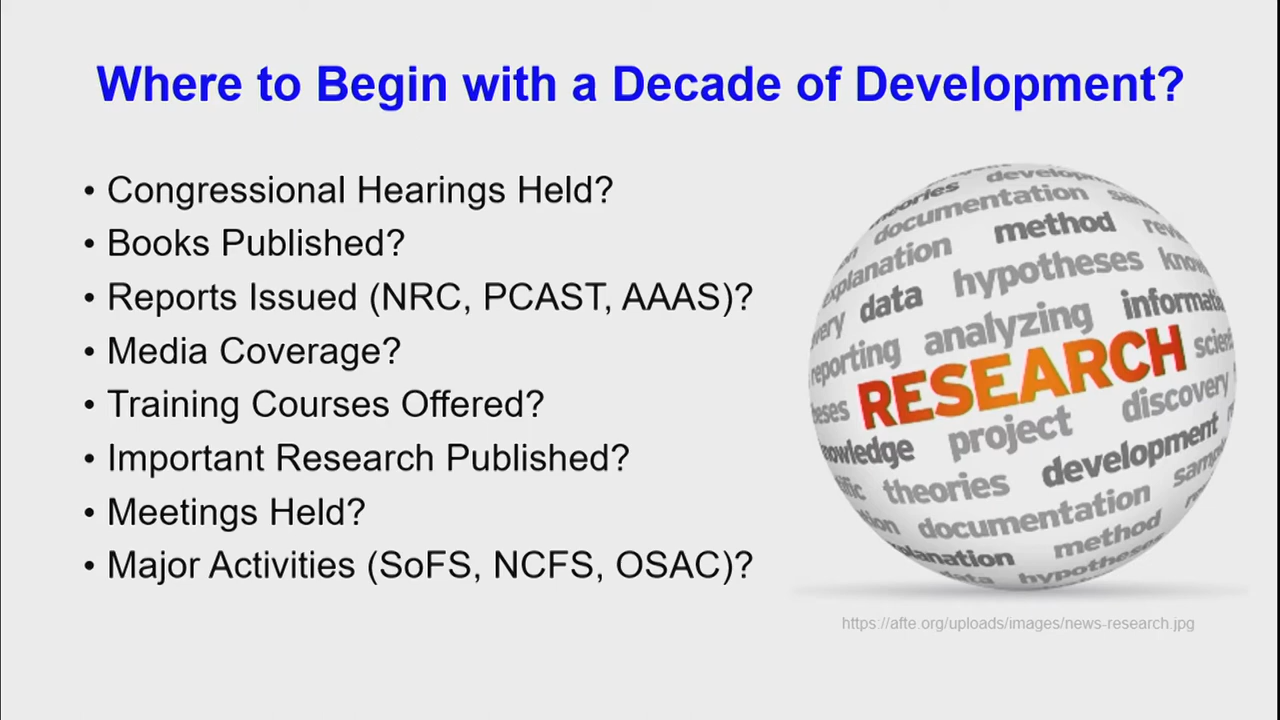 Where to Begin with a Decade of Development?
• Congressional Hearings Held?
• Books Published?
• Reports Issued (NRC, PCAST, AAAS)?
• Media Coverage?
• Training Courses Offered?
• Important Research Published?
• Meetings Held?
• Major Activities (SoFS, NCFS, OSAC)?
documentation
method
explanation
hypotheses
data
analyzing
reporting
RESEARCH
project
discovery
knowledge
theories
development
documentation
method
hypotheses
https://afte.org/uploads/images/news-research.jpg